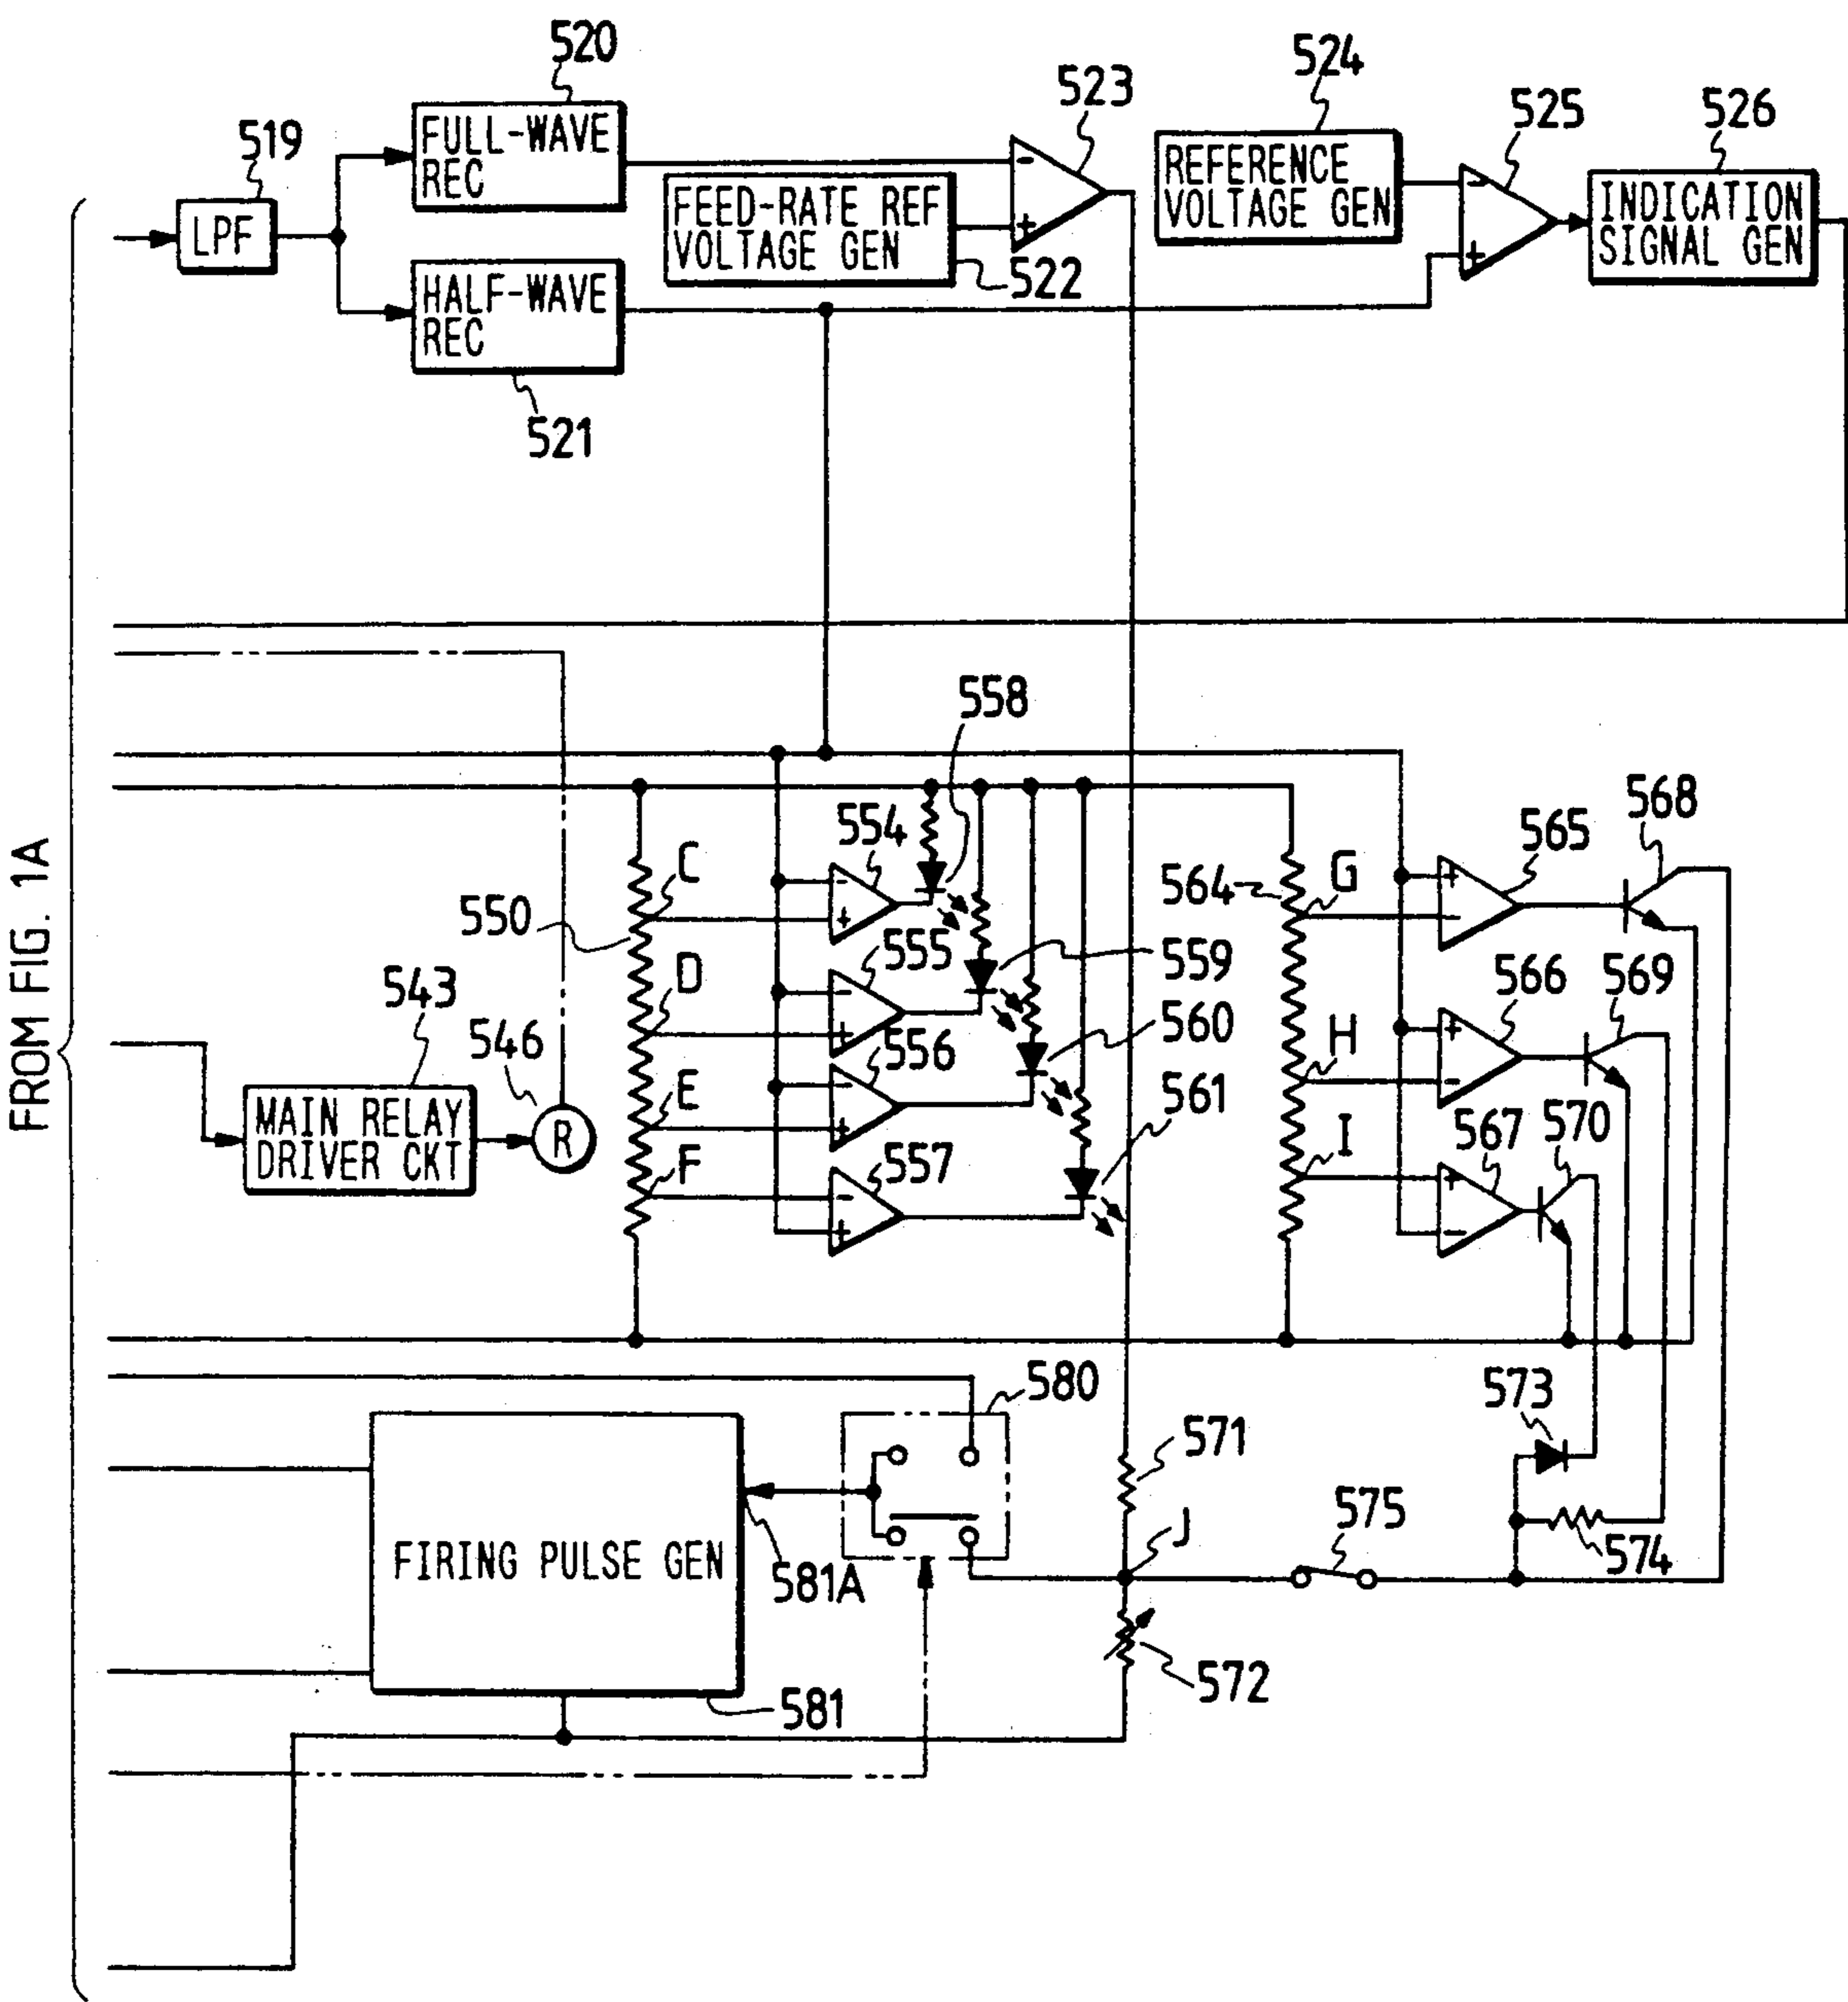 520
519
FULL-WAVE
REC
523
524
525
526
LPF
FEED-RATE REF
VOLTAGE GEN
522
REFERENCE
VOLTAGE GEN
INDICATION
SIGNAL GEN
HALF-WAVE
REC
521
-
+
-
+
FROM FIG. 1A
558
554
C
550
-
+
555
D
-
+
559
556
E
-
+
560
F
557
-
+
561
543
546
MAIN RELAY
DRIVER CKT
R
564
G
565
568
+
-
H
566
569
+
-
I
567
570
+
-
580
573
571
575
574
J
FIRING PULSE GEN
581A
572
581